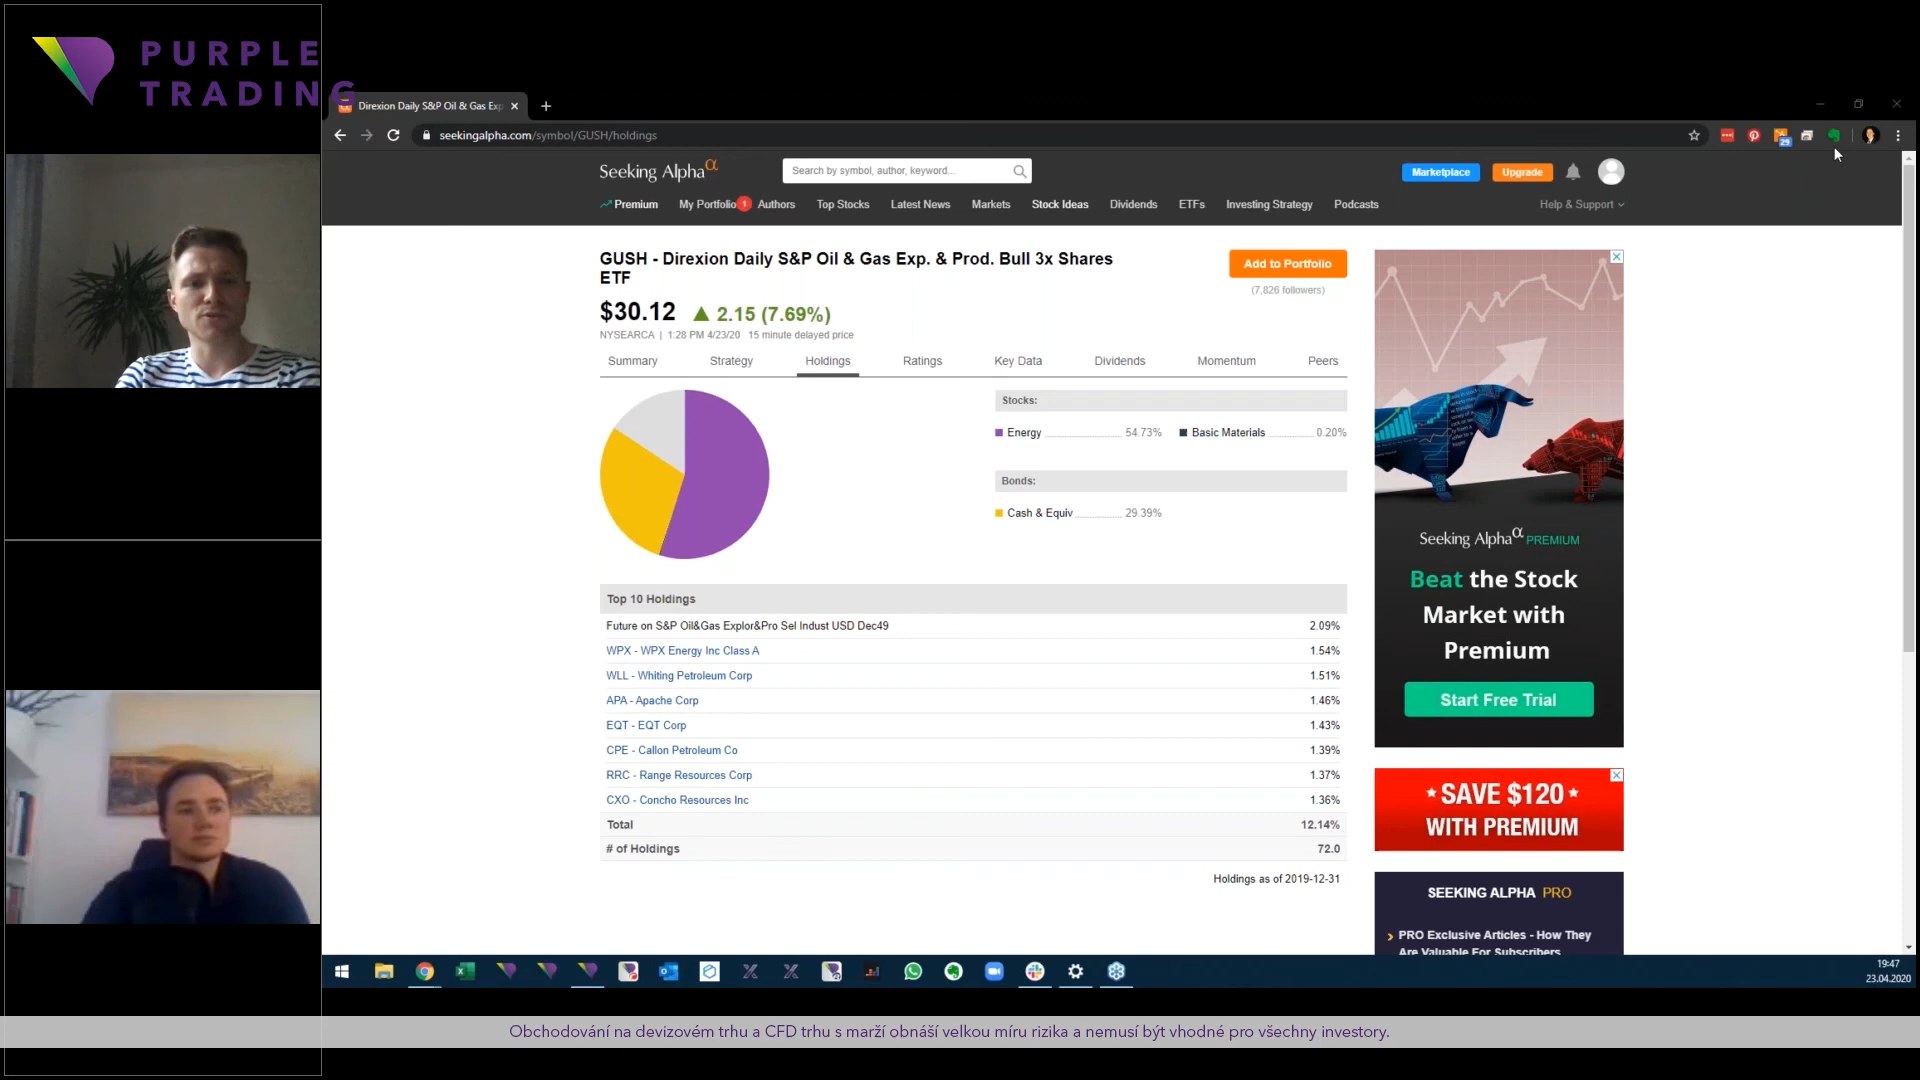 PURPLE
TRADING
Direxion Daily S&P Oil & Gas Exp
seekingalpha.com/symbol/GUSH/holdings
29
Seeking Alphaα
Search by symbol, author, keyword...
Marketplace
Upgrade
Premium
My Portfolio
1
Authors
Top Stocks
Latest News
Markets
Stock Ideas
Dividends
ETFs
Investing Strategy
Podcasts
Help & Support
GUSH - Direxion Daily S&P Oil & Gas Exp. & Prod. Bull 3x Shares
ETF
Add to Portfolio
(7,826 followers)
$30.12 ▲ 2.15 (7.69%)
NYSEARCA | 1:28 PM 4/23/20 15 minute delayed price
Summary
Strategy
Holdings
Ratings
Key Data
Dividends
Momentum
Peers
Stocks:
Energy 54.73%
Basic Materials 0.20%
Bonds:
Cash & Equiv 29.39%
Top 10 Holdings
Future on S&P Oil&Gas Explor&Pro Sel Indust USD Dec49 2.09%
WPX - WPX Energy Inc Class A 1.54%
WLL - Whiting Petroleum Corp 1.51%
APA - Apache Corp 1.46%
EQT - EQT Corp 1.43%
CPE - Callon Petroleum Co 1.39%
RRC - Range Resources Corp 1.37%
CXO - Concho Resources Inc 1.36%
Total 12.14%
# of Holdings 72.0
Holdings as of 2019-12-31
Seeking Alphaα PREMIUM
Beat the Stock
Market with
Premium
Start Free Trial
SAVE $120
WITH PREMIUM
SEEKING ALPHA PRO
PRO Exclusive Articles - How They
Are Valuable For Subscribers
19:47
23.04.2020
Obchodování na devizovém trhu a CFD trhu s marží obnáší velkou míru rizika a nemusí být vhodné pro všechny investory.